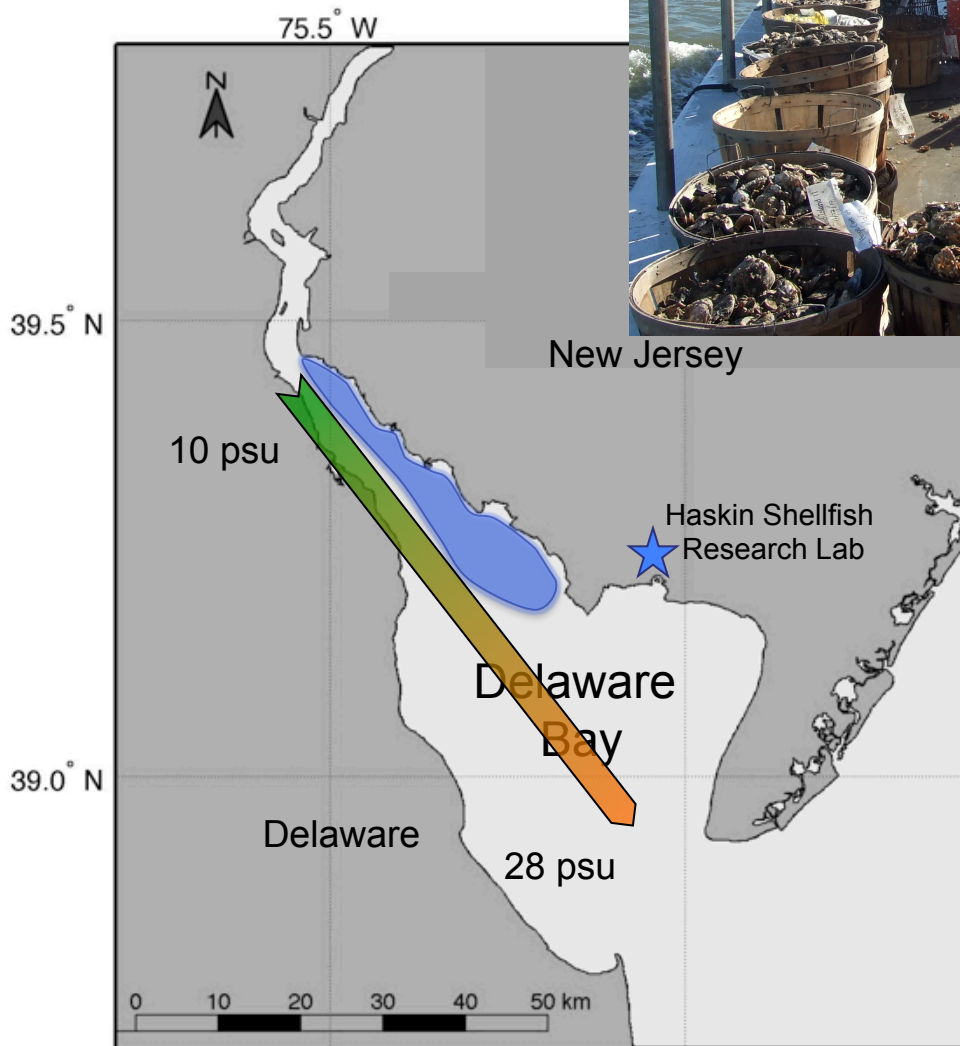 75.5° W
N
39.5° N
New Jersey
10 psu
Haskin Shellfish
Research Lab
Delaware
Bay
39.0° N
Delaware
28 psu
0 10 20 30 40 50 km